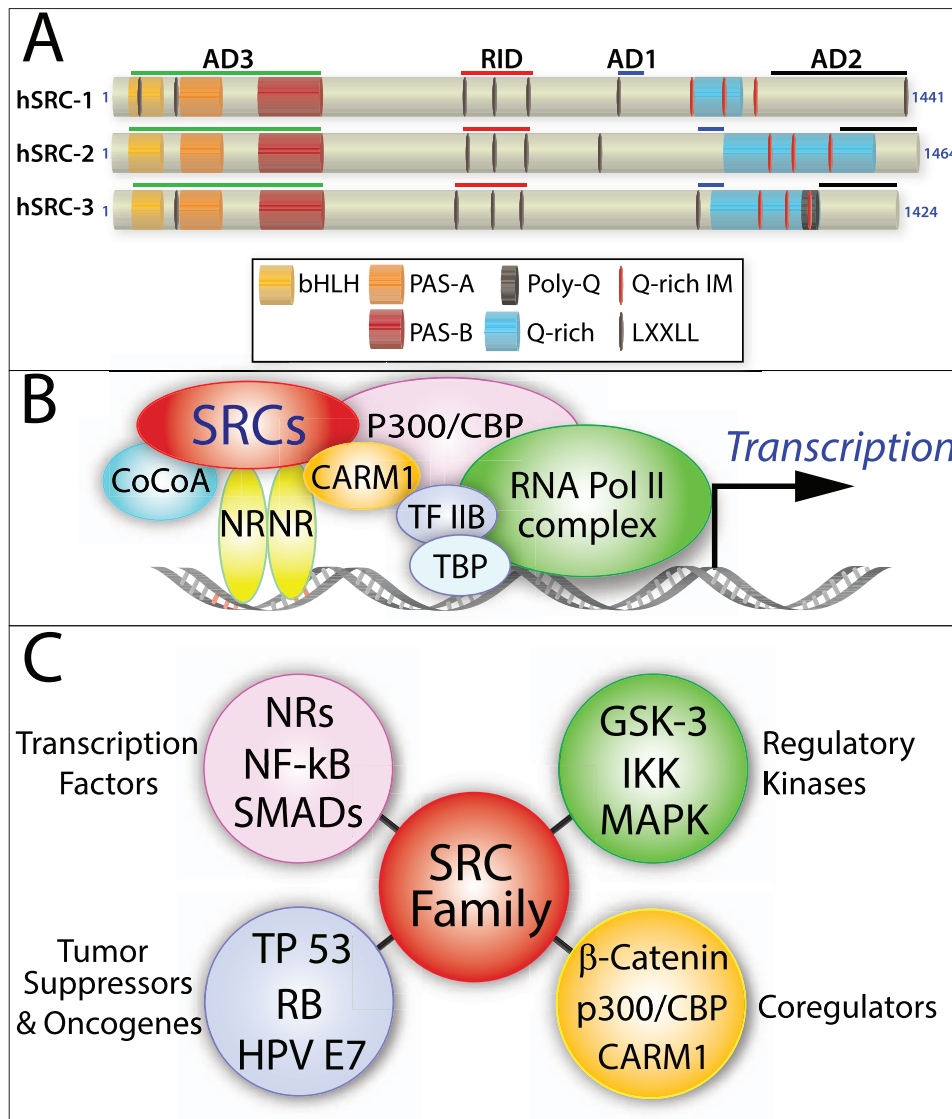 A
AD3 RID AD1 AD2
hSRC-1 1 1441
hSRC-2 1 1464
hSRC-3 1 1424
bHLH PAS-A Poly-Q Q-rich IM
PAS-B Q-rich LXXLL
B
SRCs P300/CBP
Transcription
CoCoA CARM1 RNA Pol II
NR NR TF IIB complex
TBP
C
Transcription
Factors
NRs
NF-kB
SMADs
GSK-3
IKK
MAPK
Regulatory
Kinases
SRC
Family
Tumor
Suppressors
& Oncogenes
TP 53
RB
HPV E7
β-Catenin
p300/CBP
CARM1
Coregulators